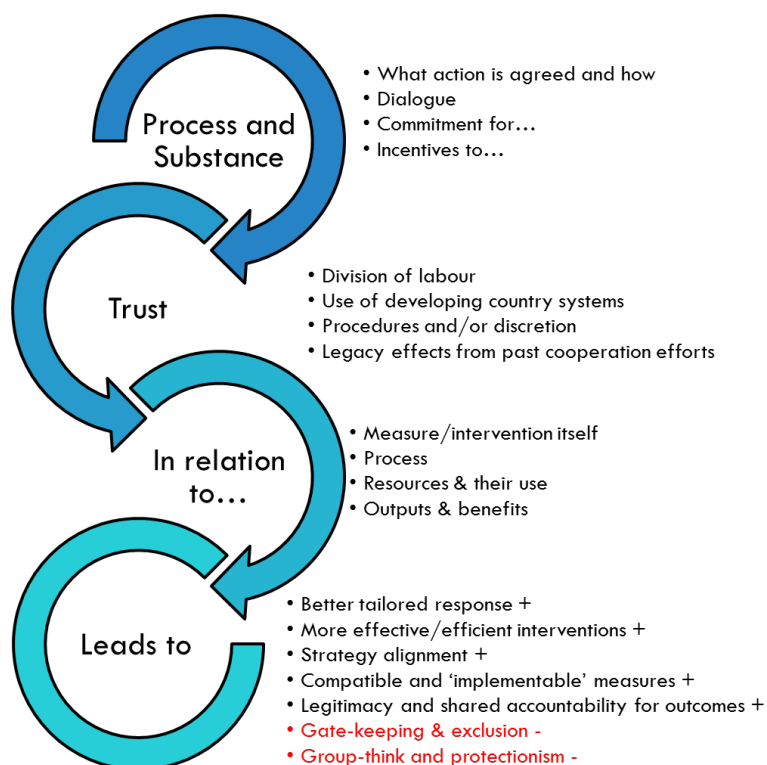 Process and
Substance
• What action is agreed and how
• Dialogue
• Commitment for…
• Incentives to…
Trust
• Division of labour
• Use of developing country systems
• Procedures and/or discretion
• Legacy effects from past cooperation efforts
In relation
to…
• Measure/intervention itself
• Process
• Resources & their use
• Outputs & benefits
Leads to
• Better tailored response +
• More effective/efficient interventions +
• Strategy alignment +
• Compatible and ‘implementable’ measures +
• Legitimacy and shared accountability for outcomes +
• Gate-keeping & exclusion -
• Group-think and protectionism -